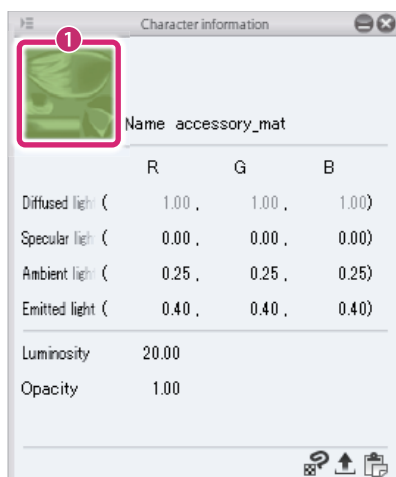 Character information
1
Name accessory_mat
R G B
Diffused light ( 1.00 , 1.00 , 1.00)
Specular ligh ( 0.00 , 0.00 , 0.00)
Ambient light ( 0.25 , 0.25 , 0.25)
Emitted light ( 0.40 , 0.40 , 0.40)
Luminosity 20.00
Opacity 1.00